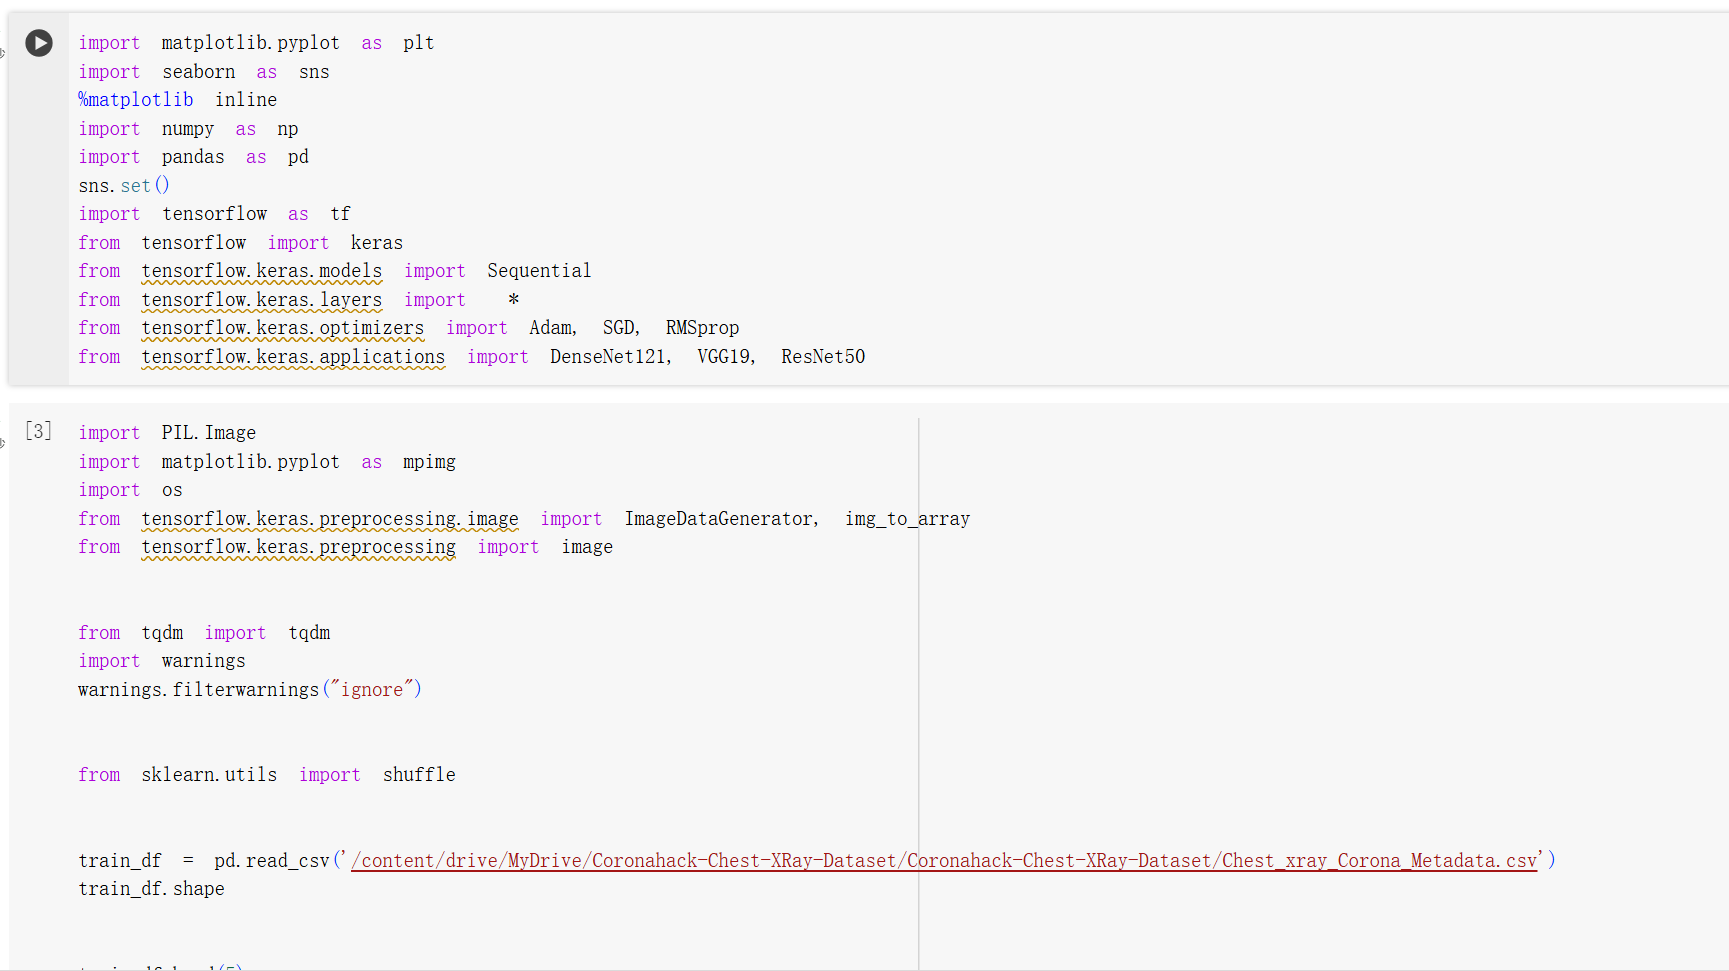 import matplotlib.pyplot as plt
import seaborn as sns
%matplotlib inline
import numpy as np
import pandas as pd
sns.set()
import tensorflow as tf
from tensorflow import keras
from tensorflow.keras.models import Sequential
from tensorflow.keras.layers import *
from tensorflow.keras.optimizers import Adam, SGD, RMSprop
from tensorflow.keras.applications import DenseNet121, VGG19, ResNet50
[3]
import PIL.Image
import matplotlib.pyplot as mpimg
import os
from tensorflow.keras.preprocessing.image import ImageDataGenerator, img_to_array
from tensorflow.keras.preprocessing import image
from tqdm import tqdm
import warnings
warnings.filterwarnings("ignore")
from sklearn.utils import shuffle
train_df = pd.read_csv('/content/drive/MyDrive/Coronahack-Chest-XRay-Dataset/Coronahack-Chest-XRay-Dataset/Chest_xray_Corona_Metadata.csv')
train_df.shape